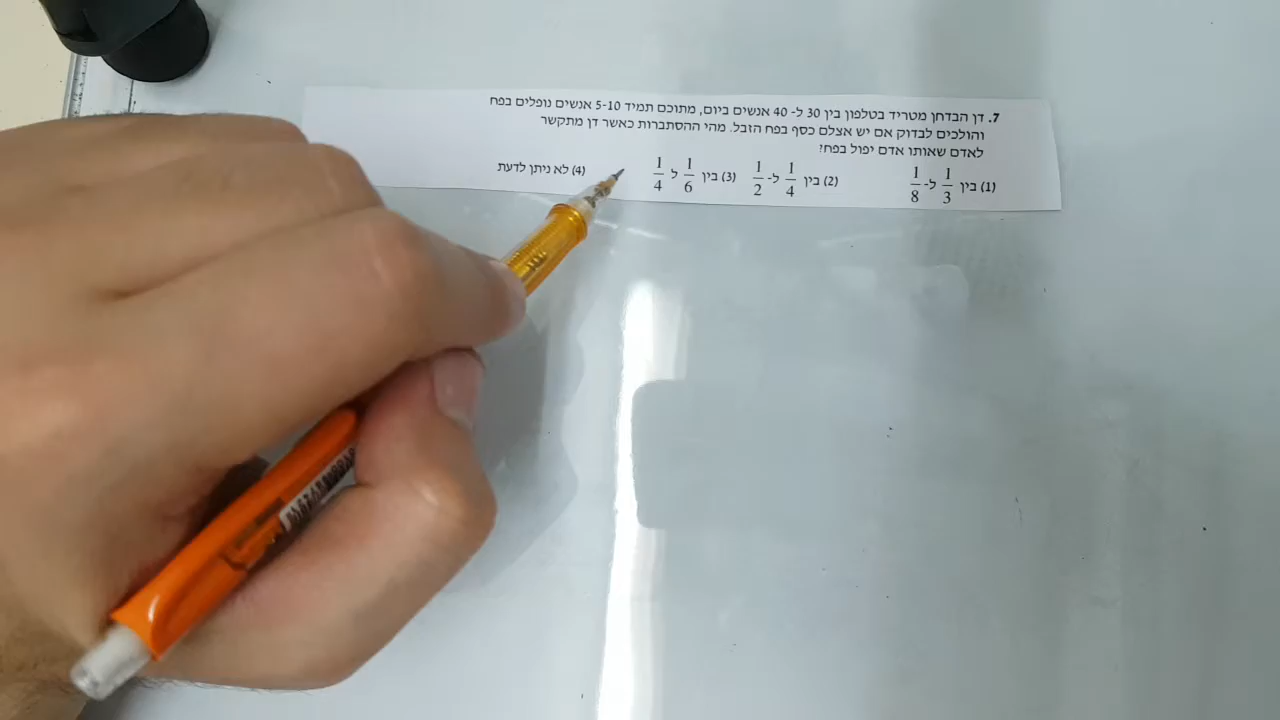 7. דן הבדחן מטריד בטלפון בין 30 ל- 40 אנשים ביום, מתוכם תמיד 5-10 אנשים נופלים בפח
והולכים לבדוק אם יש אצלם כסף בפח הזבל. מהי ההסתברות כאשר דן מתקשר
לאדם שאותו אדם יפול בפח?
(1) בין 1/3 ל- 1/8 (2) בין 1/4 ל- 1/2 (3) בין 1/6 ל 1/4 (4) לא ניתן לדעת